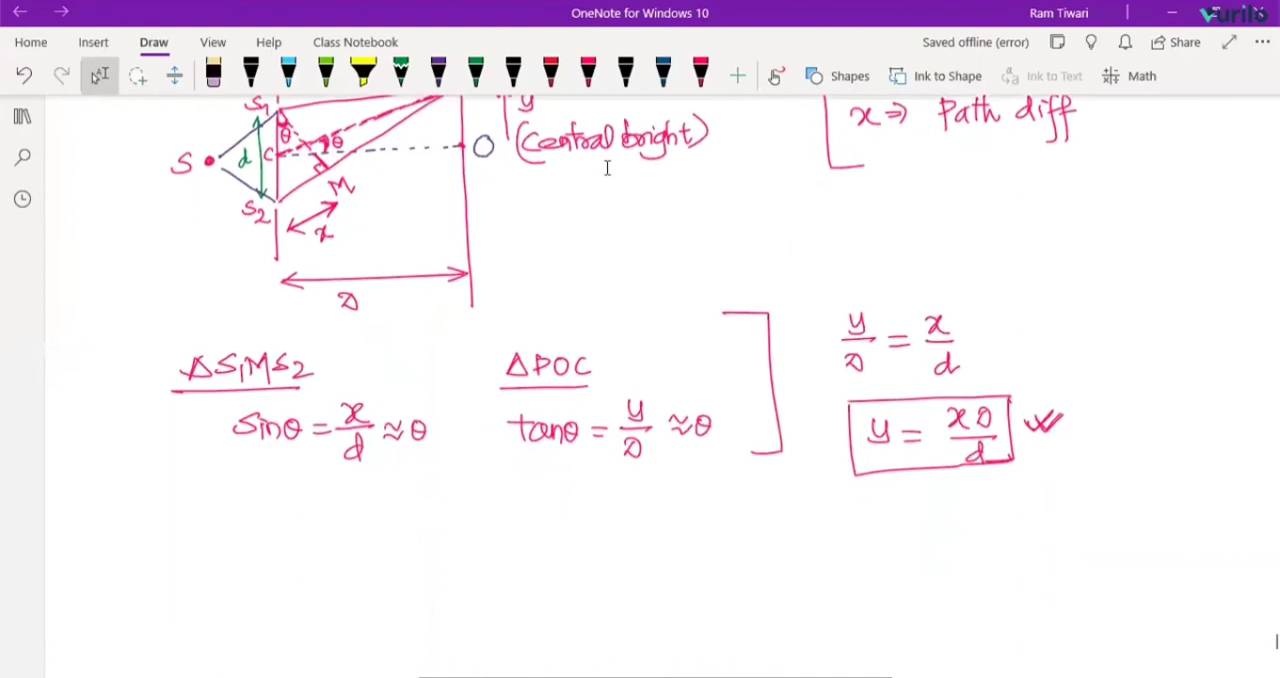 OneNote for Windows 10
Ram Tiwari
yurilo
Home Insert Draw View Help Class Notebook
Saved offline (error) Share
Shapes Ink to Shape Ink to Text Math
S1
y
x ⇒ Path diff
θ
θ
(Central bright)
S
d
C
O
M
S2
x
D
ΔS1MS2
ΔPOC
y/D = x/d
sinθ = x/d ≈ θ
tanθ = y/D ≈ θ
y = xD/d